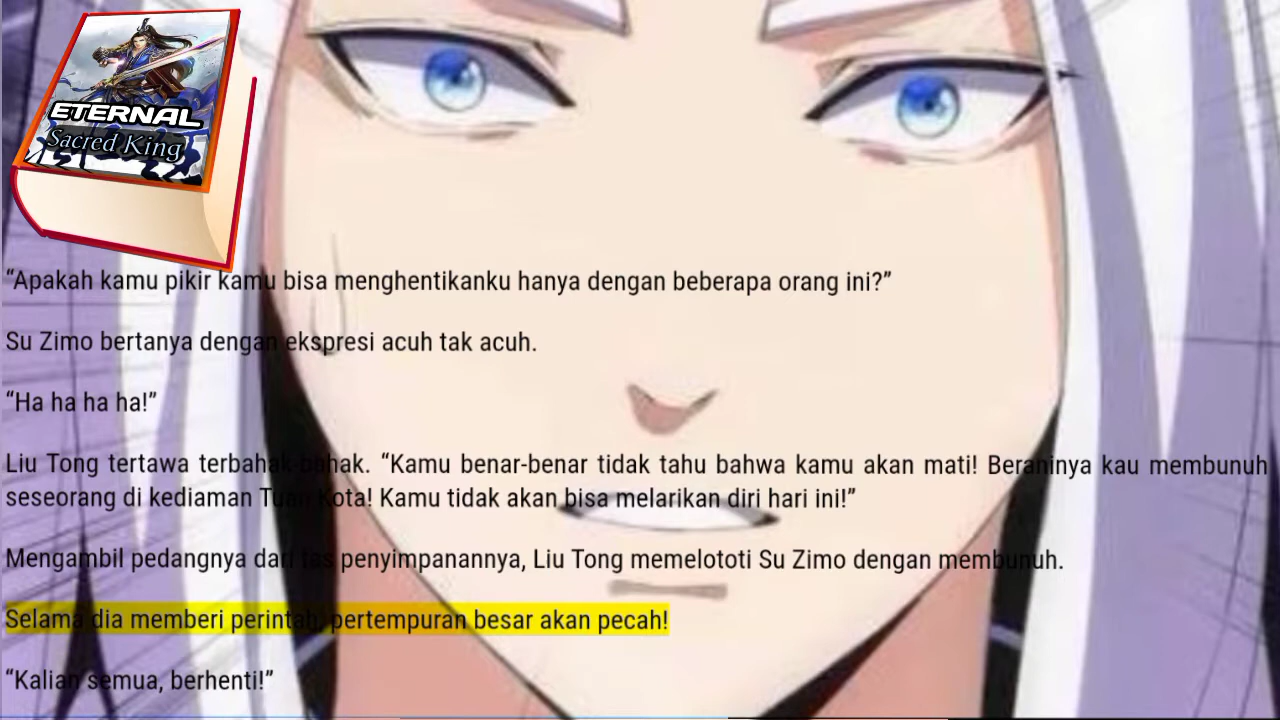 ETERNAL
Sacred King
“Apakah kamu pikir kamu bisa menghentikanku hanya dengan beberapa orang ini?”
Su Zimo bertanya dengan ekspresi acuh tak acuh.
“Ha ha ha ha!”
Liu Tong tertawa terbahak-bahak. “Kamu benar-benar tidak tahu bahwa kamu akan mati! Beraninya kau membunuh
seseorang di kediaman Tuan Kota! Kamu tidak akan bisa melarikan diri hari ini!”
Mengambil pedangnya dari tas penyimpanannya, Liu Tong memelototi Su Zimo dengan membunuh.
Selama dia memberi perintah, pertempuran besar akan pecah!
“Kalian semua, berhenti!”